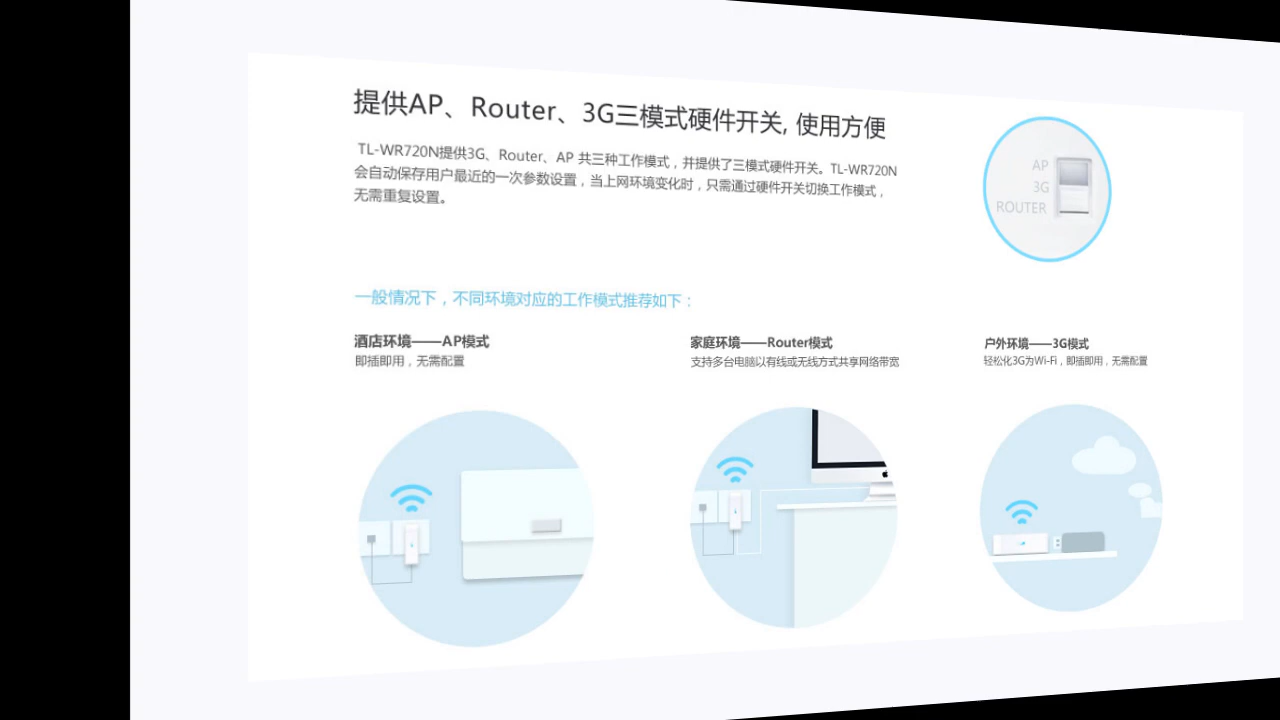 提供AP、Router、3G三模式硬件开关, 使用方便
TL-WR720N提供3G、Router、AP 共三种工作模式，并提供了三模式硬件开关。TL-WR720N
会自动保存用户最近的一次参数设置，当上网环境变化时，只需通过硬件开关切换工作模式，
无需重复设置。
AP
3G
ROUTER
一般情况下，不同环境对应的工作模式推荐如下：
酒店环境——AP模式
即插即用，无需配置
家庭环境——Router模式
支持多台电脑以有线或无线方式共享网络带宽
户外环境——3G模式
轻松化3G为Wi-Fi，即插即用，无需配置